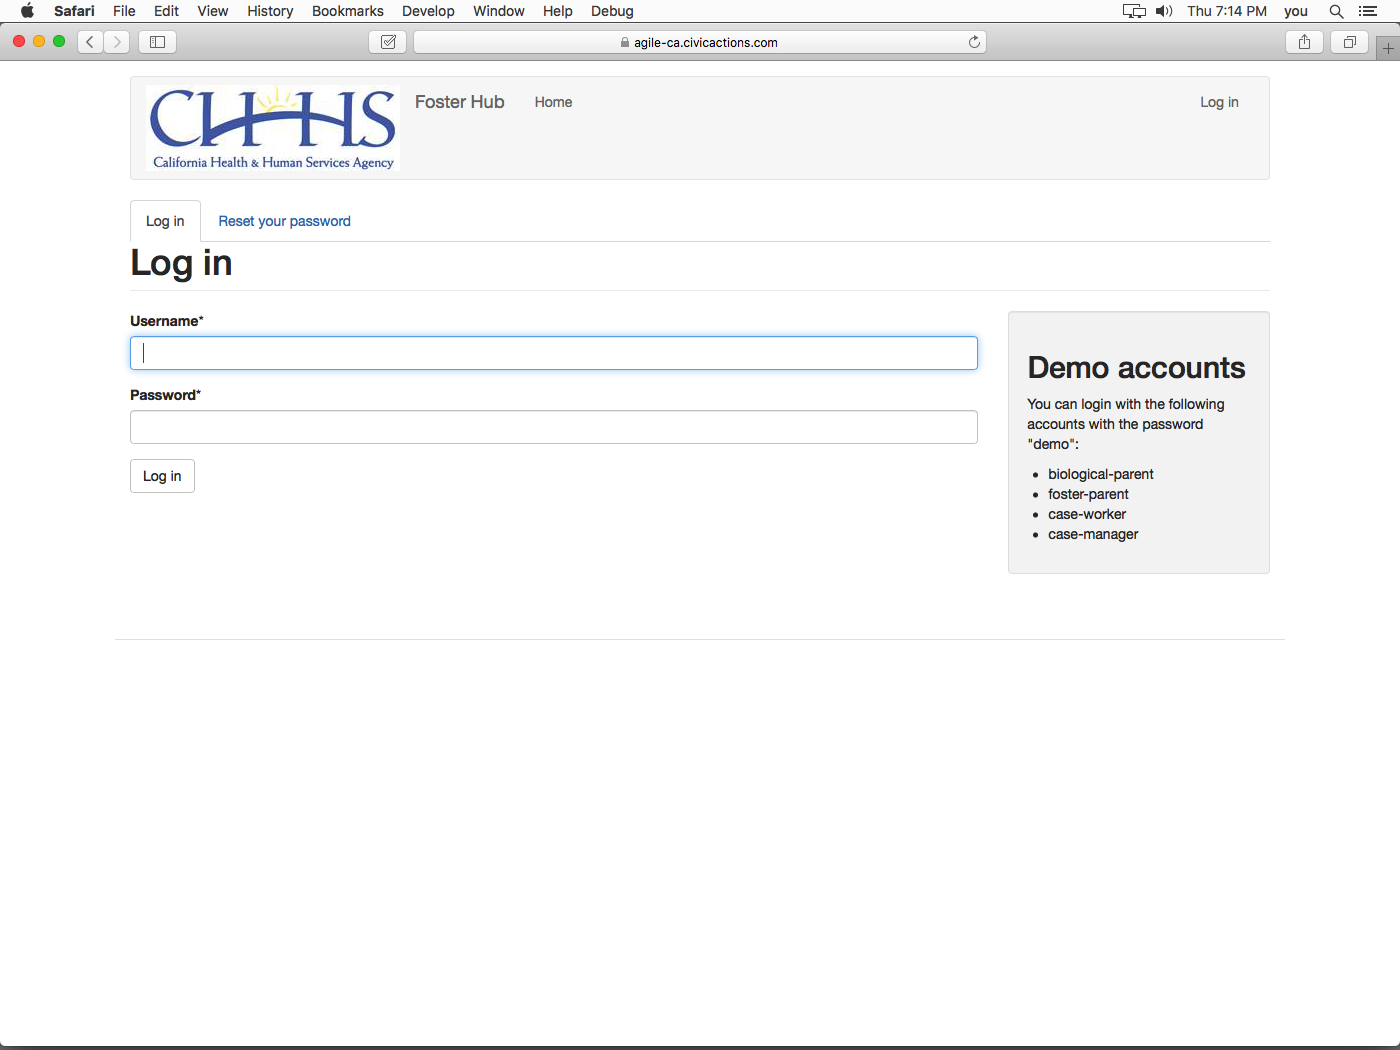 Safari File Edit View History Bookmarks Develop Window Help Debug Thu 7:14 PM you
agile-ca.civicactions.com
CHHS
California Health & Human Services Agency
Foster Hub Home Log in
Log in Reset your password
Log in
Username*
Password*
Log in
Demo accounts
You can login with the following
accounts with the password
"demo":
• biological-parent
• foster-parent
• case-worker
• case-manager